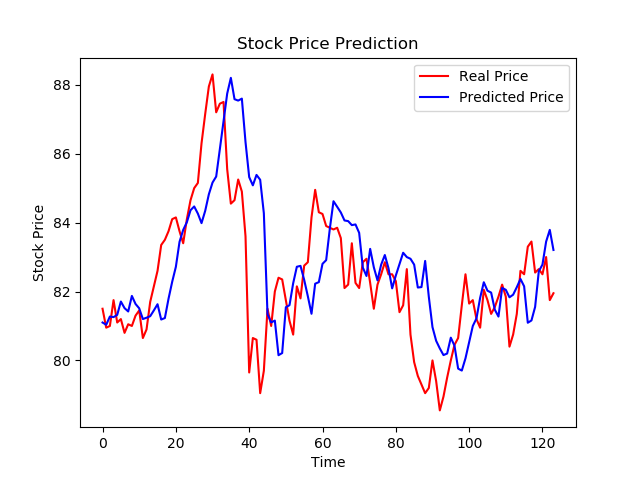 Stock Price Prediction
Real Price
Predicted Price
Stock Price
88
86
84
82
80
0 20 40 60 80 100 120
Time